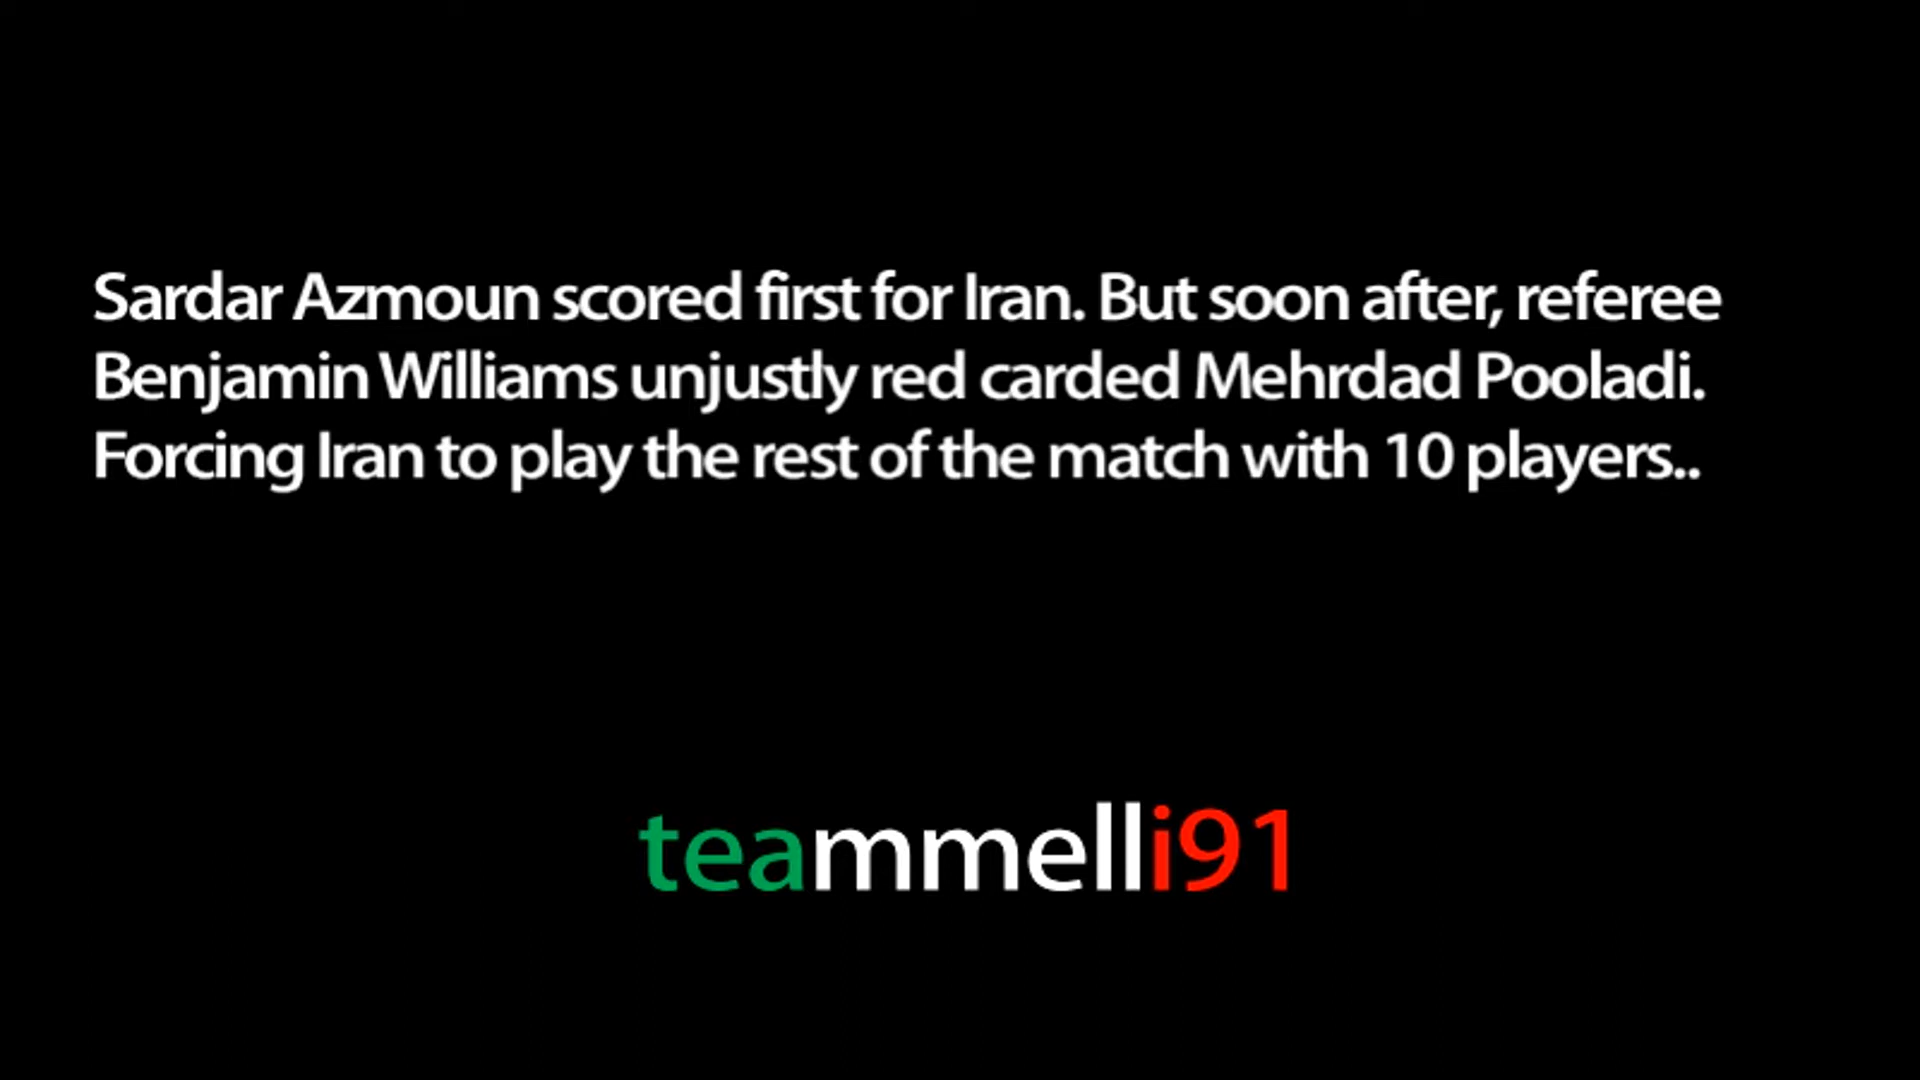 Sardar Azmoun scored first for Iran. But soon after, referee
Benjamin Williams unjustly red carded Mehrdad Pooladi.
Forcing Iran to play the rest of the match with 10 players..
teammelli91